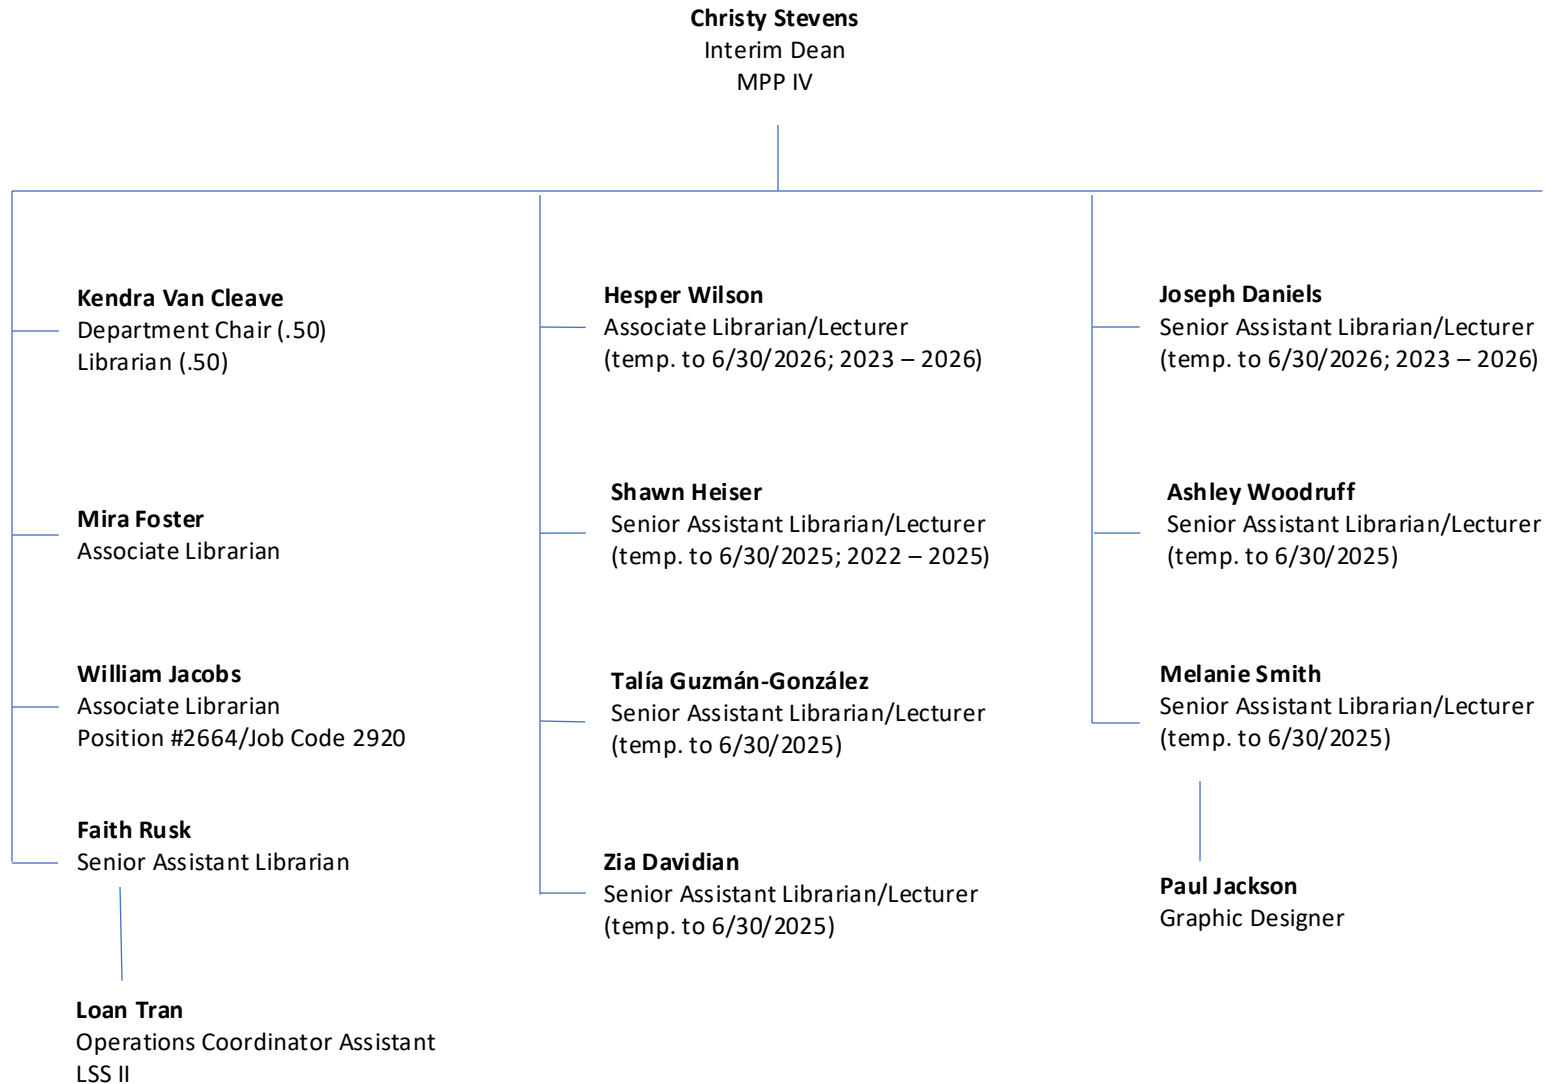 Christy Stevens
Interim Dean
MPP IV
Kendra Van Cleave
Department Chair (.50)
Librarian (.50)
Mira Foster
Associate Librarian
William Jacobs
Associate Librarian
Position #2664/Job Code 2920
Faith Rusk
Senior Assistant Librarian
Loan Tran
Operations Coordinator Assistant
LSS II
Hesper Wilson
Associate Librarian/Lecturer
(temp. to 6/30/2026; 2023 – 2026)
Shawn Heiser
Senior Assistant Librarian/Lecturer
(temp. to 6/30/2025; 2022 – 2025)
Talía Guzmán-González
Senior Assistant Librarian/Lecturer
(temp. to 6/30/2025)
Zia Davidian
Senior Assistant Librarian/Lecturer
(temp. to 6/30/2025)
Joseph Daniels
Senior Assistant Librarian/Lecturer
(temp. to 6/30/2026; 2023 – 2026)
Ashley Woodruff
Senior Assistant Librarian/Lecturer
(temp. to 6/30/2025)
Melanie Smith
Senior Assistant Librarian/Lecturer
(temp. to 6/30/2025)
Paul Jackson
Graphic Designer